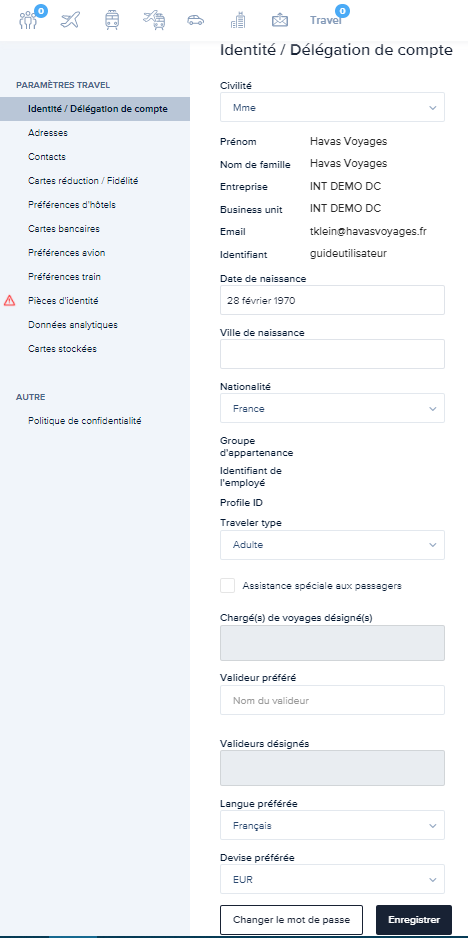 0
Travel
0
Identité / Délégation de compte
PARAMÈTRES TRAVEL
Identité / Délégation de compte
Adresses
Contacts
Cartes réduction / Fidélité
Préférences d'hôtels
Cartes bancaires
Préférences avion
Préférences train
Pièces d'identité
Données analytiques
Cartes stockées
AUTRE
Politique de confidentialité
Civilité
Mme
Prénom Havas Voyages
Nom de famille Havas Voyages
Entreprise INT DEMO DC
Business unit INT DEMO DC
Email tklein@havasvoyages.fr
Identifiant guideutilisateur
Date de naissance
28 février 1970
Ville de naissance
Nationalité
France
Groupe
d'appartenance
Identifiant de
l'employé
Profile ID
Traveler type
Adulte
Assistance spéciale aux passagers
Chargé(s) de voyages désigné(s)
Valideur préféré
Nom du valideur
Valideurs désignés
Langue préférée
Français
Devise préférée
EUR
Changer le mot de passe
Enregistrer